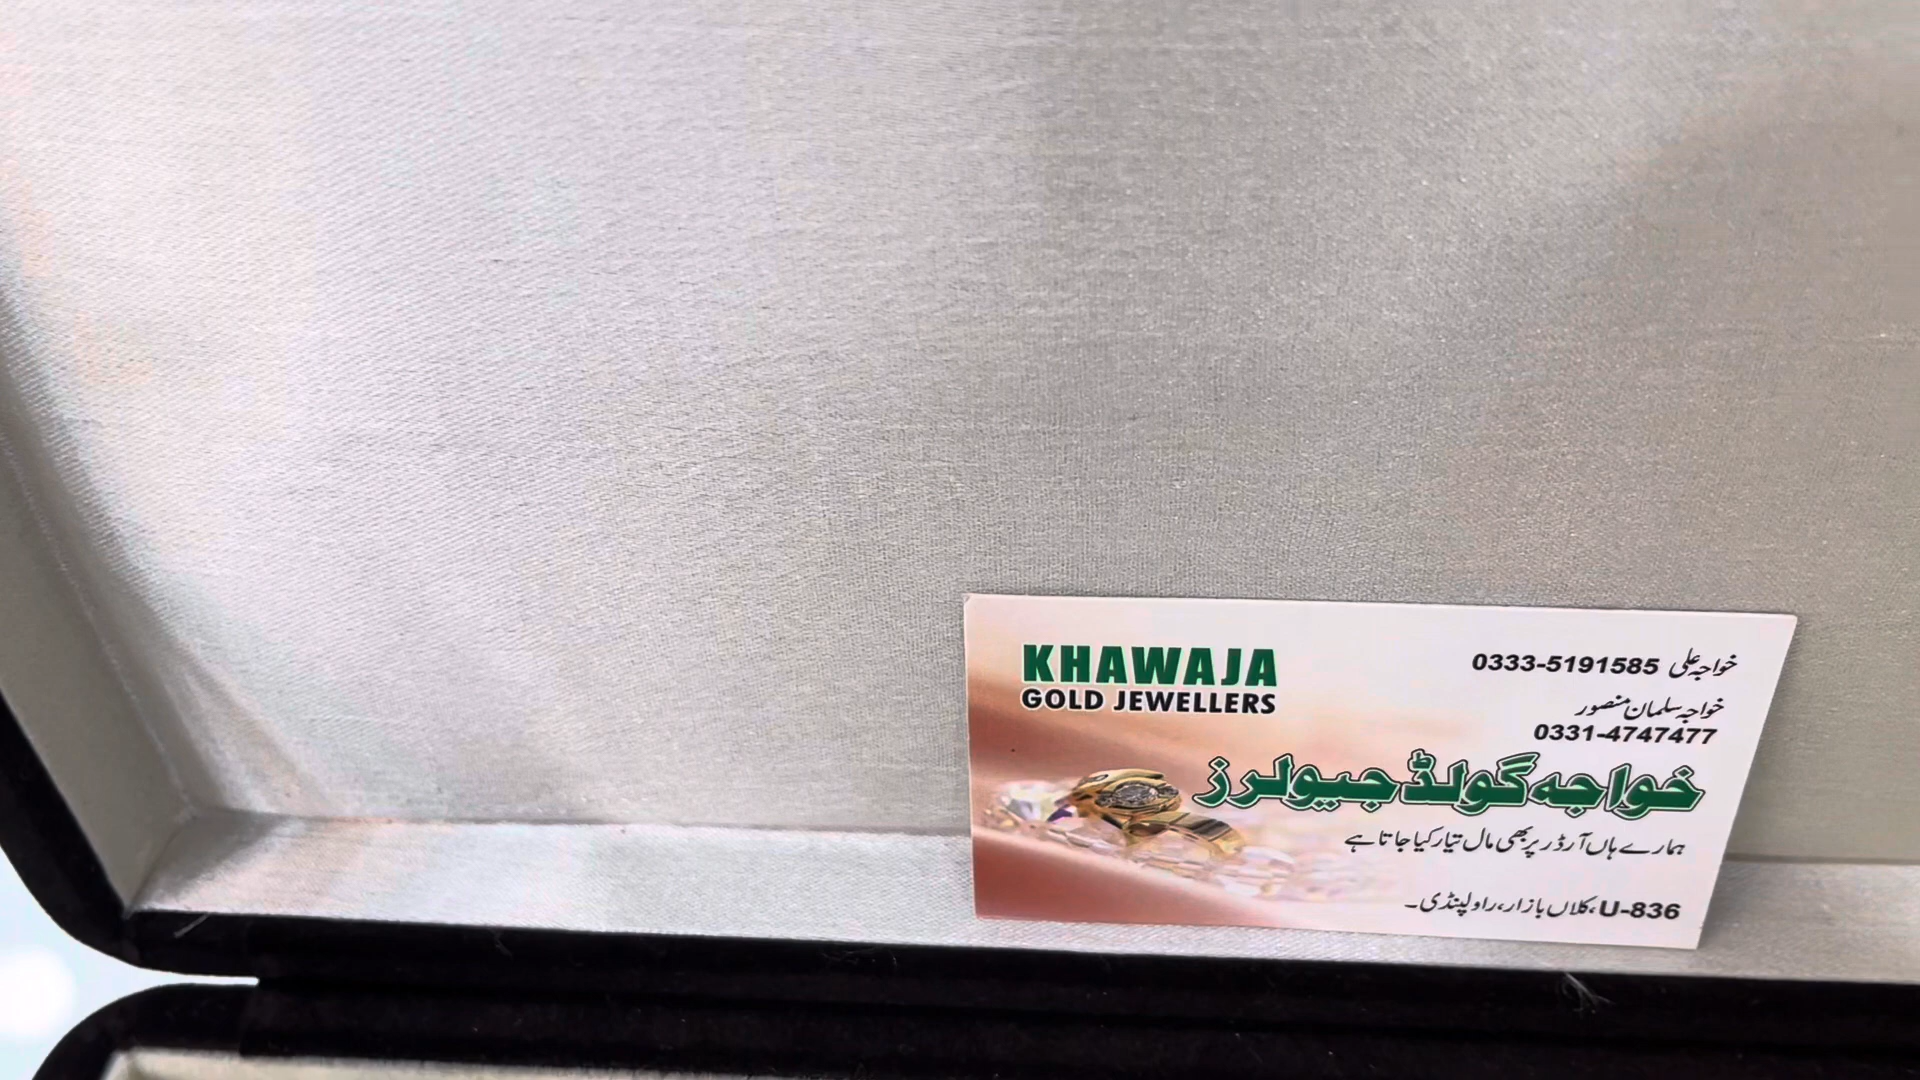 KHAWAJA
GOLD JEWELLERS
خواجہ علی 0333-5191585
خواجہ سلمان منصور
0331-4747477
خواجہ گولڈ جیولرز
ہمارے ہاں آرڈر پر بھی مال تیار کیا جاتا ہے
U-836، کلاں بازار، راولپنڈی۔